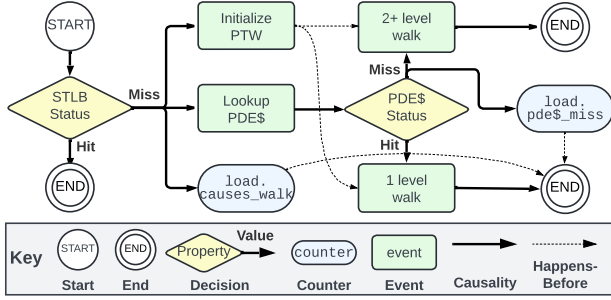 START
Initialize
PTW
2+ level
walk
END
STLB
Status
Miss
Lookup
PDE$
Miss
PDE$
Status
load.
pde$_miss
Hit
Hit
END
load.
causes_walk
1 level
walk
END
Key
START
Start
END
End
Property
Value
Decision
counter
Counter
event
Event
Causality
Happens-
Before